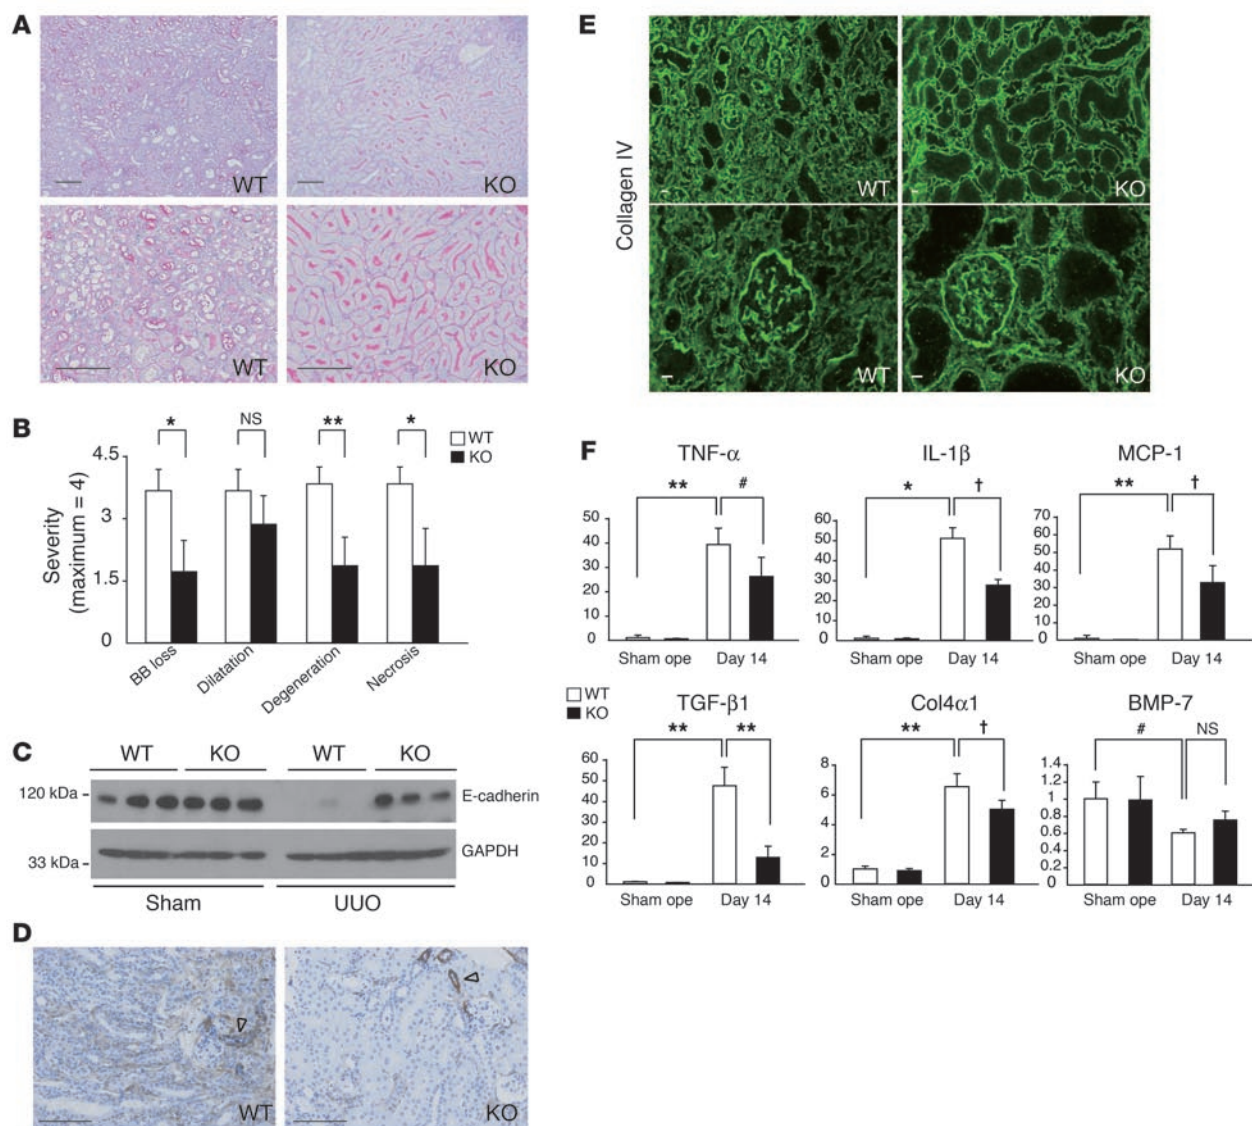 A
WT
KO
WT
KO
B
* NS ** *
WT
KO
Severity
(maximum = 4)
4.5
3
1.5
0
BB loss
Dilatation
Degeneration
Necrosis
C
WT KO WT KO
120 kDa
E-cadherin
33 kDa
GAPDH
Sham UUO
D
WT
KO
E
Collagen IV
WT
KO
WT
KO
F
TNF-α
** #
50
40
30
20
10
0
Sham ope Day 14
IL-1β
* †
60
50
40
30
20
10
0
Sham ope Day 14
MCP-1
** †
70
60
50
40
30
20
10
0
Sham ope Day 14
WT
KO
TGF-β1
** **
60
50
40
30
20
10
0
Sham ope Day 14
Col4α1
** †
8
6
4
2
0
Sham ope Day 14
BMP-7
# NS
1.4
1.2
1
0.8
0.6
0.4
0.2
0
Sham ope Day 14